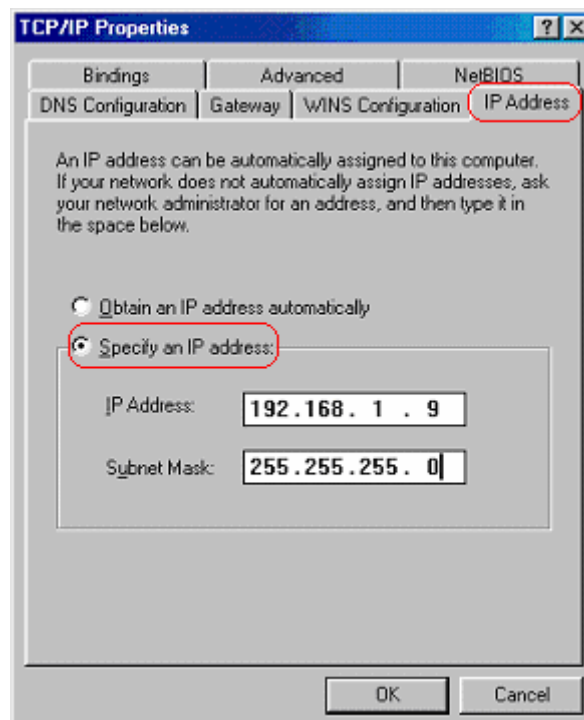 TCP/IP Properties
Bindings
Advanced
NetBIOS
DNS Configuration
Gateway
WINS Configuration
IP Address
An IP address can be automatically assigned to this computer.
If your network does not automatically assign IP addresses, ask
your network administrator for an address, and then type it in
the space below.
Obtain an IP address automatically
Specify an IP address:
IP Address:
192.168. 1 . 9
Subnet Mask:
255.255.255. 0
OK
Cancel